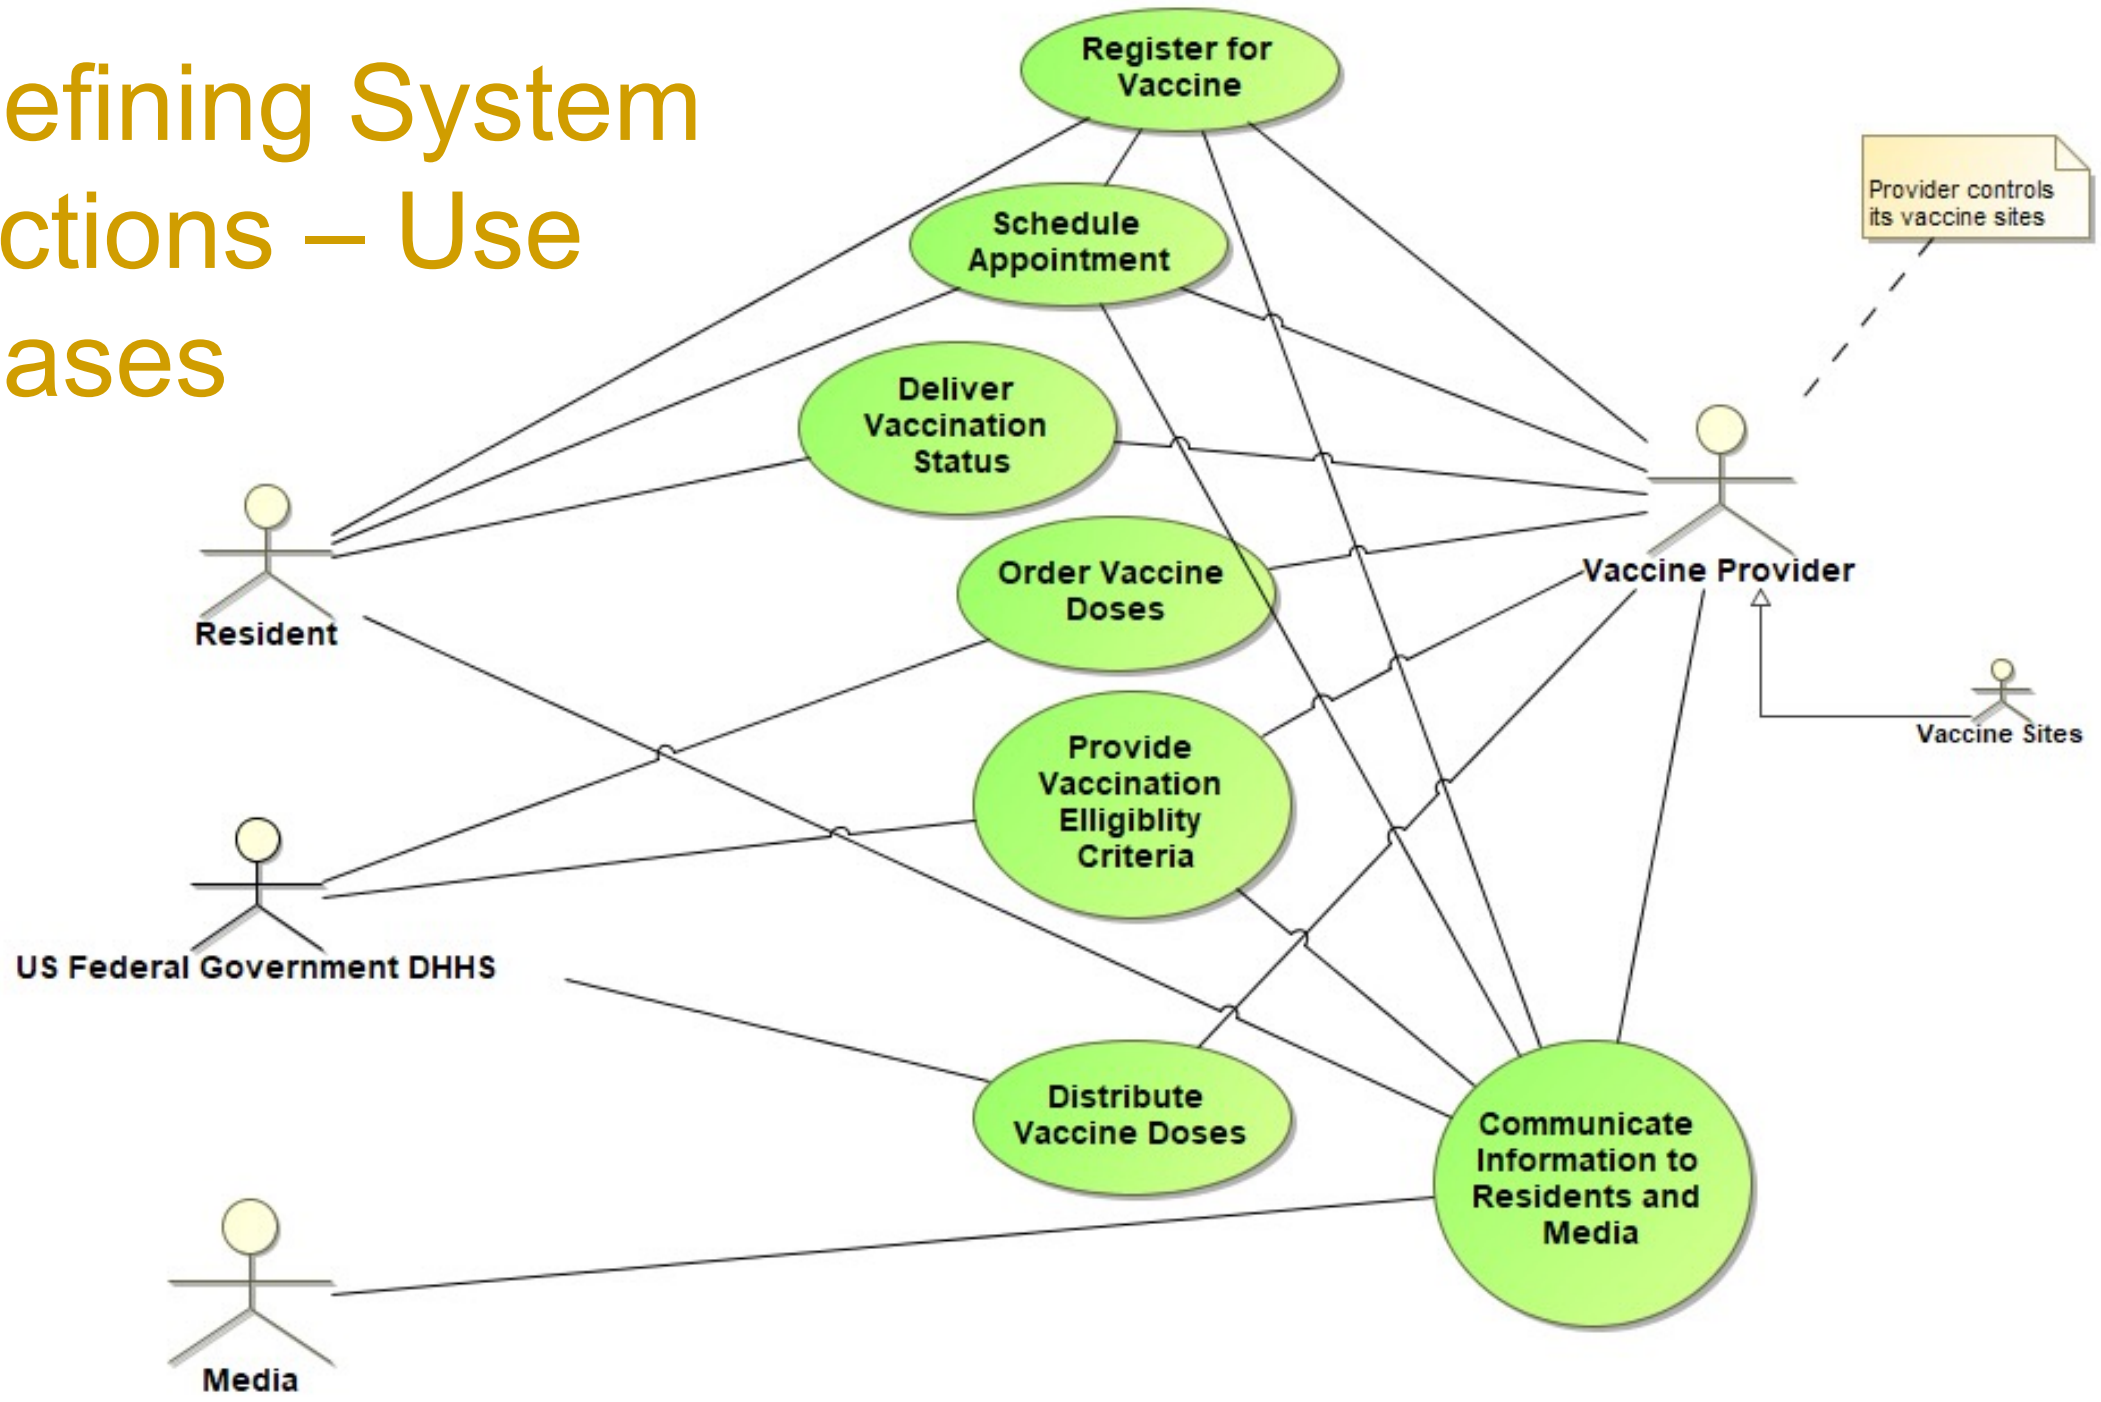 efining System
ctions – Use
ases
Register for
Vaccine
Schedule
Appointment
Provider controls
its vaccine sites
Deliver
Vaccination
Status
Order Vaccine
Doses
Vaccine Provider
Resident
Vaccine Sites
Provide
Vaccination
Elligiblity
Criteria
US Federal Government DHHS
Distribute
Vaccine Doses
Communicate
Information to
Residents and
Media
Media